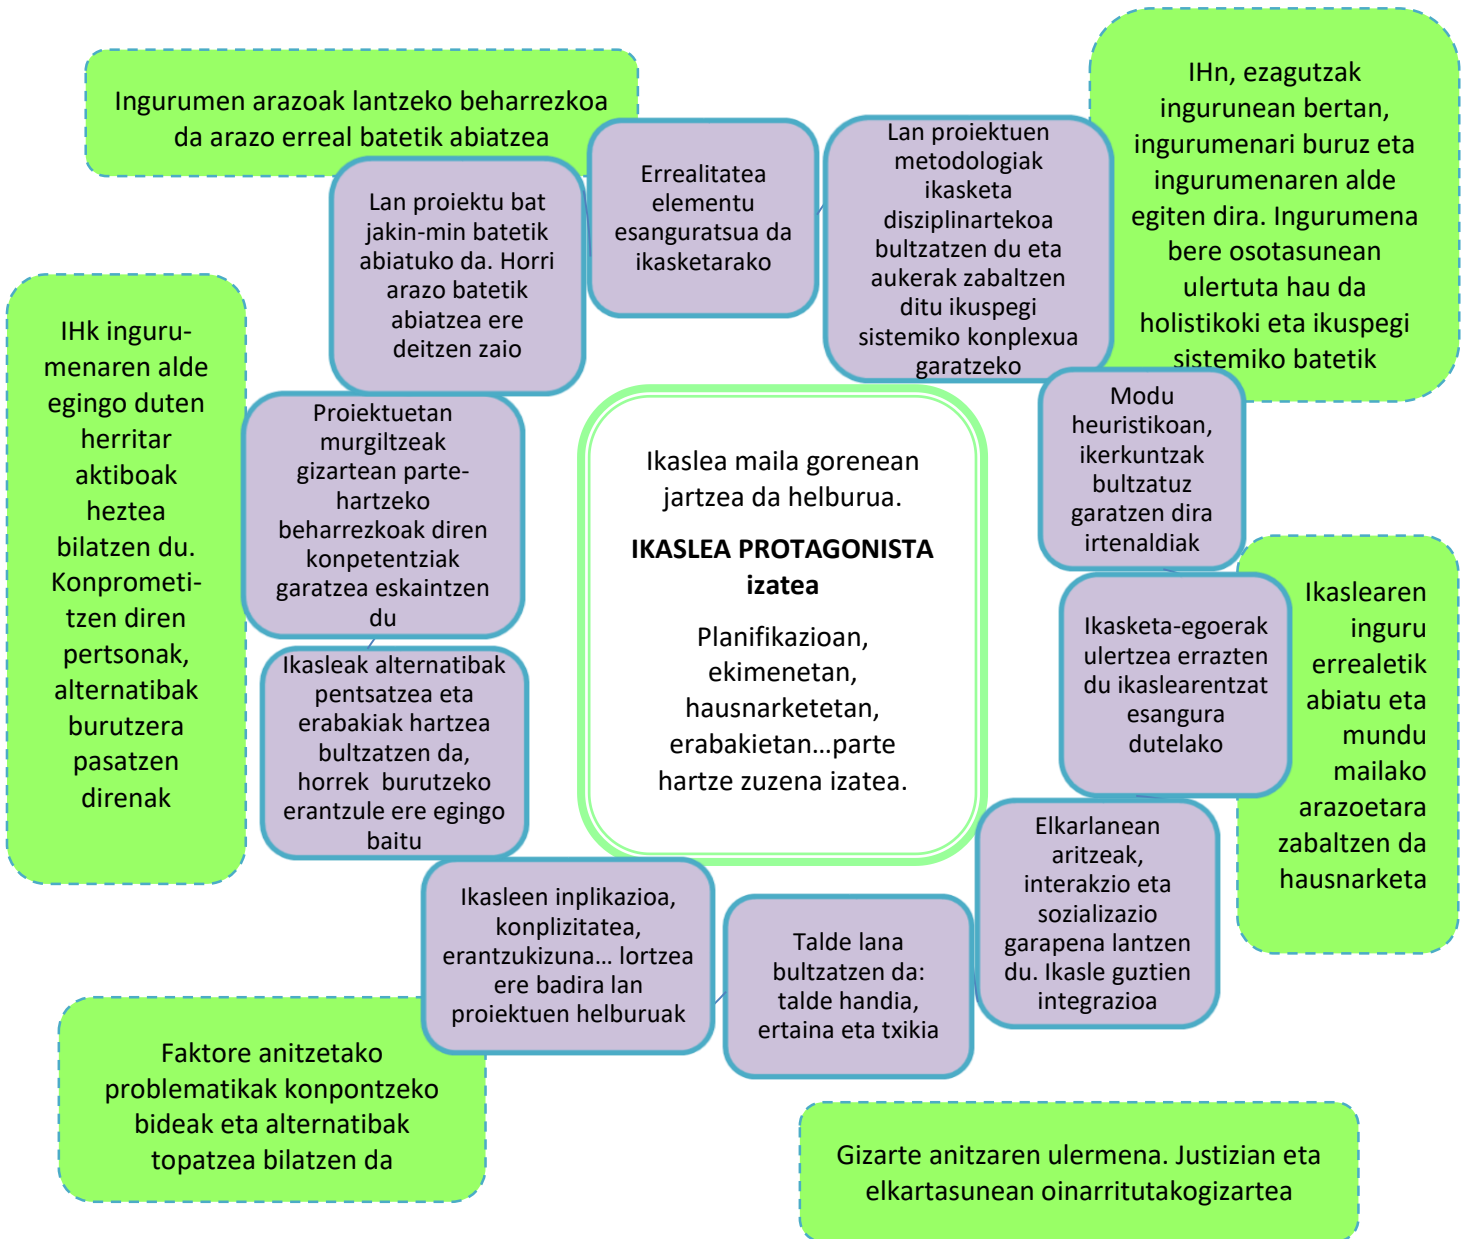 Ingurumen arazoak lantzeko beharrezkoa
da arazo erreal batetik abiatzea
IHn, ezagutzak
ingurunean bertan,
ingurumenari buruz eta
ingurumenaren alde
egiten dira. Ingurumena
bere osotasunean
ulertuta hau da
holistikoki eta ikuspegi
sistemiko batetik
Errealitatea
elementu
esanguratsua da
ikasketarako
Lan proiektuen
metodologiak
ikasketa
disziplinartekoa
bultzatzen du eta
aukerak zabaltzen
ditu ikuspegi
sistemiko konplexua
garatzeko
Lan proiektu bat
jakin-min batetik
abiatuko da. Horri
arazo batetik
abiatzea ere
deitzen zaio
IHk inguru-
menaren alde
egingo duten
herritar
aktiboak
heztea
bilatzen du.
Konprometi-
tzen diren
pertsonak,
alternatibak
burutzera
pasatzen
direnak
Proiektuetan
murgiltzeak
gizartean parte-
hartzeko
beharrezkoak diren
konpetentziak
garatzea eskaintzen
du
Ikaslea maila gorenean
jartzea da helburua.
IKASLEA PROTAGONISTA
izatea
Planifikazioan,
ekimenetan,
hausnarketetan,
erabakietan...parte
hartze zuzena izatea.
Modu
heuristikoan,
ikerkuntzak
bultzatuz
garatzen dira
irtenaldiak
Ikasketa-egoerak
ulertzea errazten
du ikaslearentzat
esangura
dutelako
Ikaslearen
inguru
errealetik
abiatu eta
mundu
mailako
arazoetara
zabaltzen da
hausnarketa
Ikasleak alternatibak
pentsatzea eta
erabakiak hartzea
bultzatzen da,
horrek  burutzeko
erantzule ere egingo
baitu
Elkarlanean
aritzeak,
interakzio eta
sozializazio
garapena lantzen
du. Ikasle guztien
integrazioa
Ikasleen inplikazioa,
konplizitatea,
erantzukizuna... lortzea
ere badira lan
proiektuen helburuak
Talde lana
bultzatzen da:
talde handia,
ertaina eta txikia
Faktore anitzetako
problematikak konpontzeko
bideak eta alternatibak
topatzea bilatzen da
Gizarte anitzaren ulermena. Justizian eta
elkartasunean oinarritutakogizartea